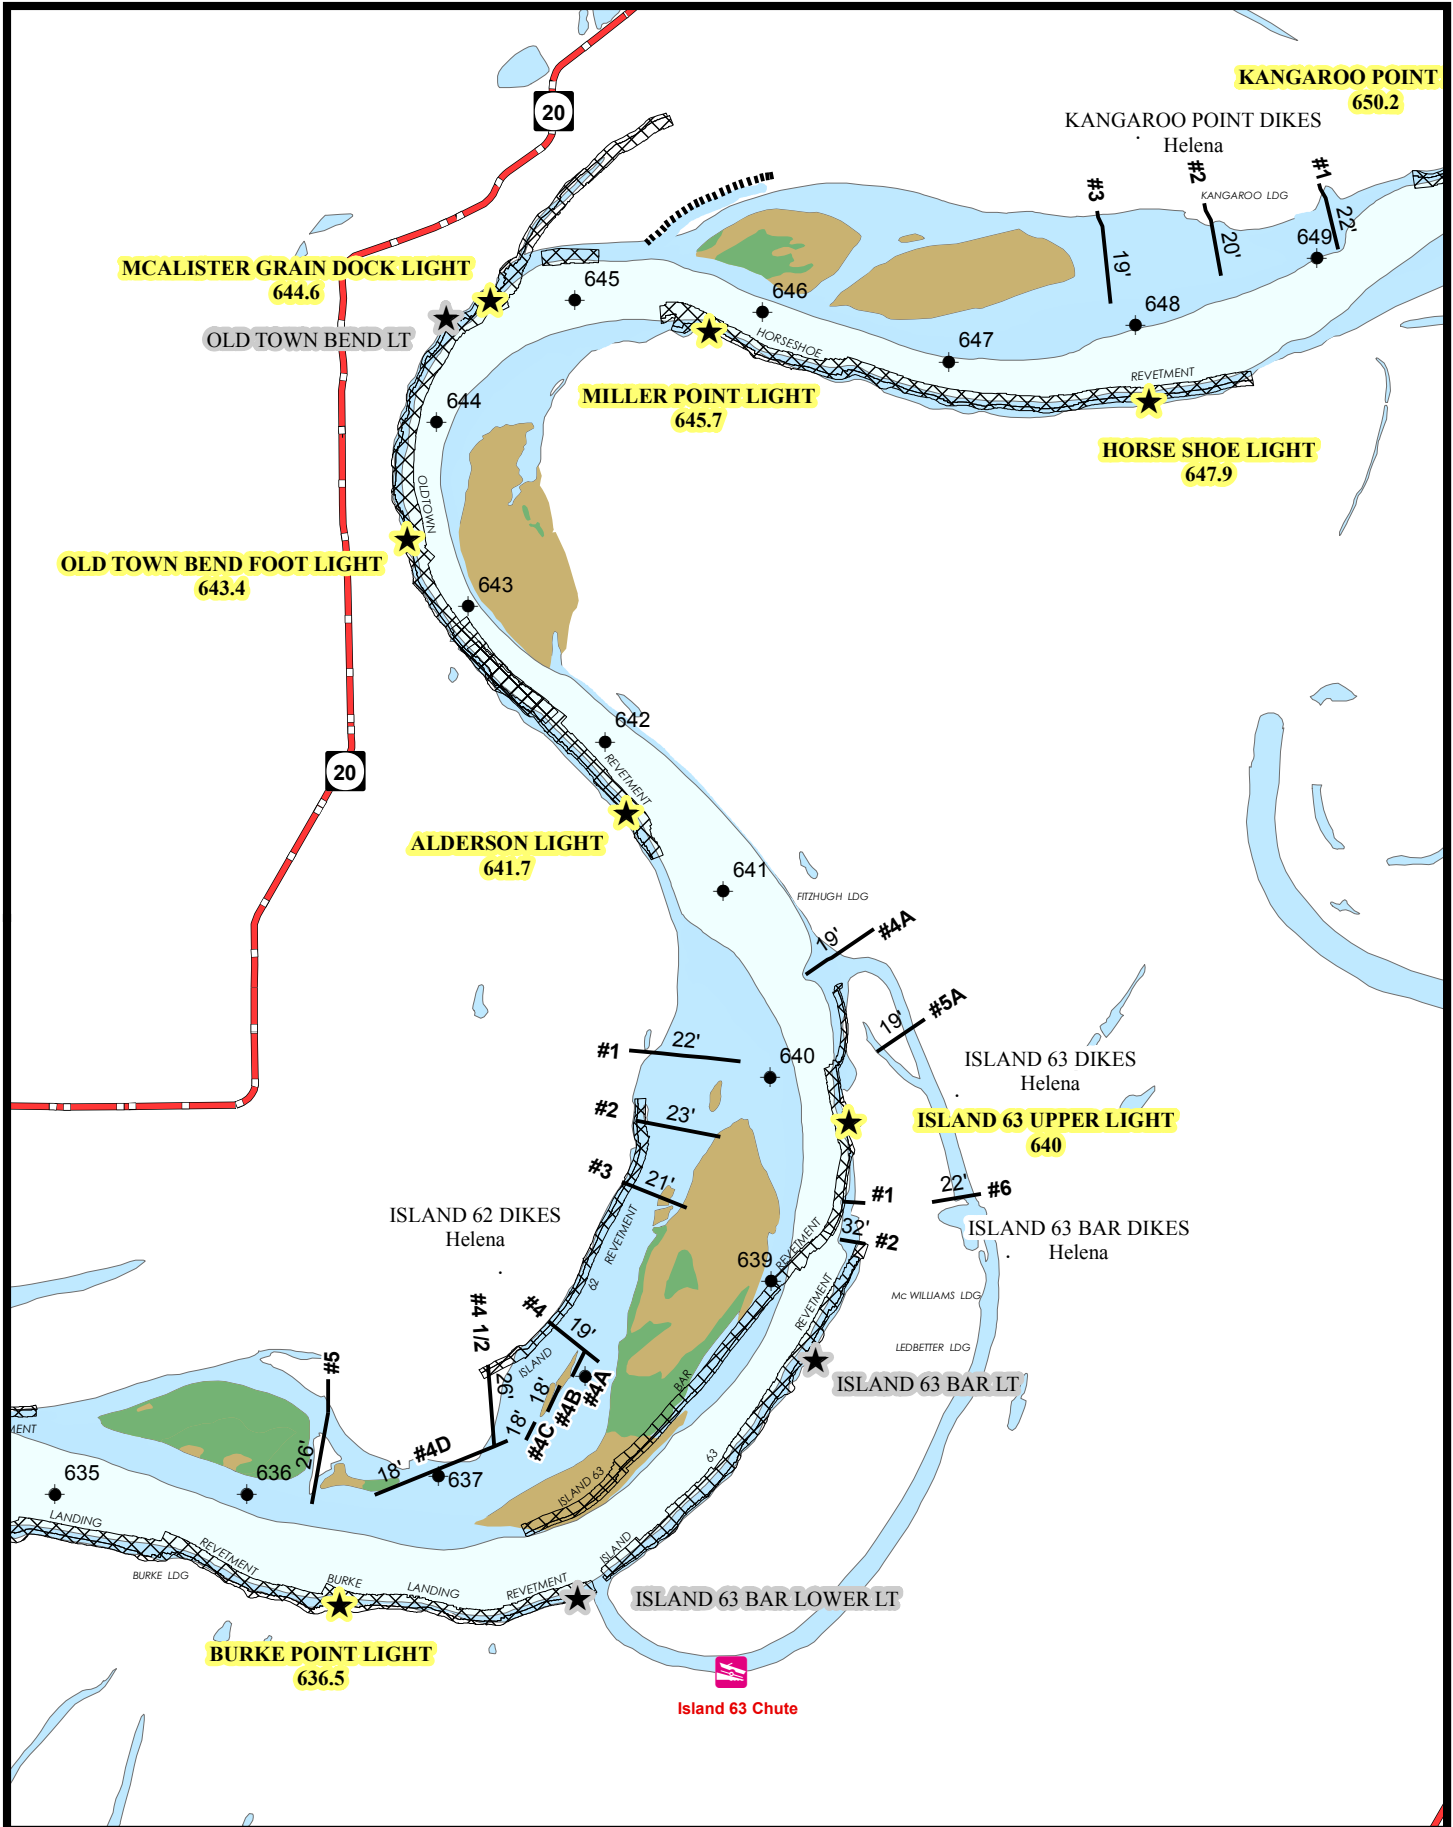 KANGAROO POINT
650.2
20
KANGAROO POINT DIKES
Helena
#1
#2
#3
KANGAROO LDG
22'
20'
19'
649
MCALISTER GRAIN DOCK LIGHT
644.6
645
646
648
OLD TOWN BEND LT
HORSESHOE
647
REVETMENT
MILLER POINT LIGHT
645.7
644
HORSE SHOE LIGHT
647.9
OLDTOWN
OLD TOWN BEND FOOT LIGHT
643.4
643
642
REVETMENT
20
ALDERSON LIGHT
641.7
641
FITZHUGH LDG
19'
#4A
19'
#5A
#1
22'
640
ISLAND 63 DIKES
Helena
#2
23'
ISLAND 63 UPPER LIGHT
640
#3
21'
#1
22'
#6
ISLAND 62 DIKES
Helena
REVETMENT
62
ISLAND
32'
#2
ISLAND 63 BAR DIKES
Helena
639
REVETMENT
REVETMENT
Mc WILLIAMS LDG
#4 1/2
#4
19'
LEDBETTER LDG
#5
26'
18'
18'
#4A
#4B
#4C
BAR
ISLAND 63 BAR LT
MENT
26'
18'
#4D
637
635
636
ISLAND 63
63
ISLAND
LANDING
REVETMENT
BURKE LDG
BURKE
LANDING
REVETMENT
ISLAND 63 BAR LOWER LT
BURKE POINT LIGHT
636.5
Island 63 Chute